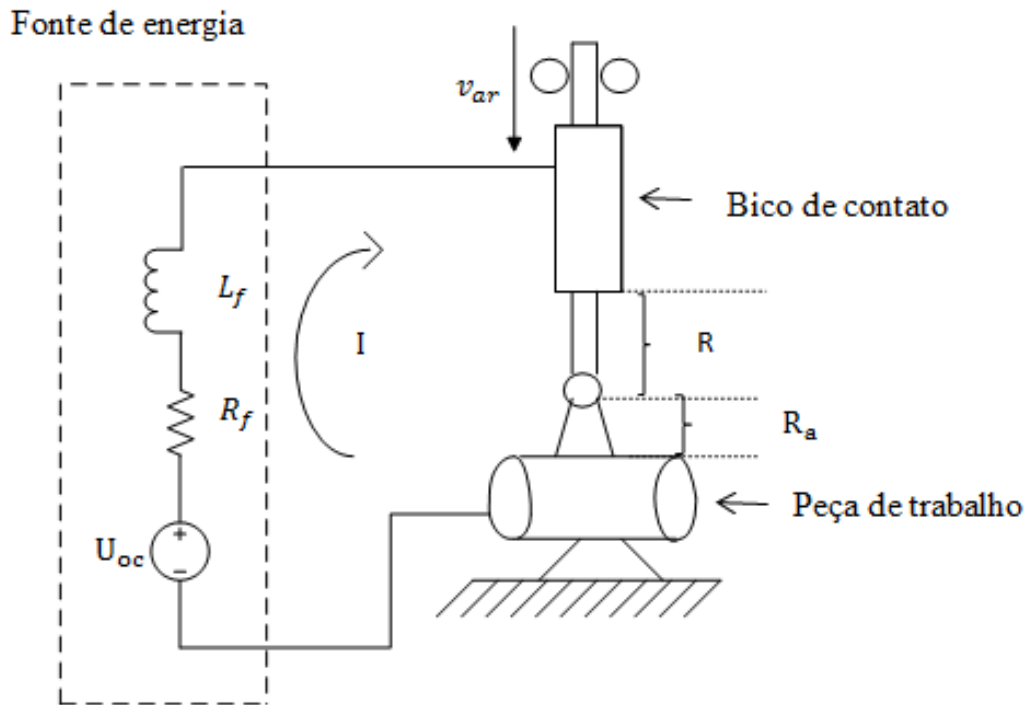 Fonte de energia
v_ar
Bico de contato
L_f
I
R
R_f
R_a
Peça de trabalho
U_oc
+
−